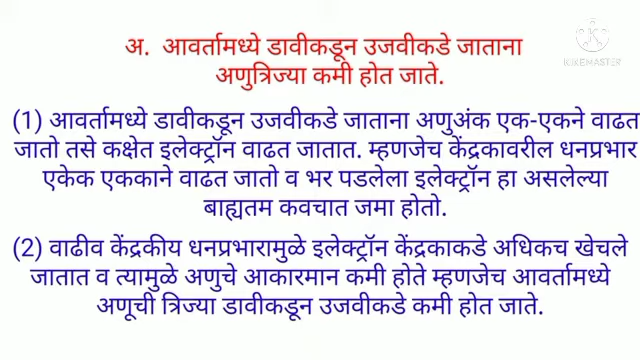 अ. आवर्तामध्ये डावीकडून उजवीकडे जाताना
अणुत्रिज्या कमी होत जाते.
KINEMASTER
(1) आवर्तामध्ये डावीकडून उजवीकडे जाताना अणुअंक एक-एकने वाढत
जातो तसे कक्षेत इलेक्ट्रॉन वाढत जातात. म्हणजेच केंद्रकावरील धनप्रभार
एकेक एककाने वाढत जातो व भर पडलेला इलेक्ट्रॉन हा असलेल्या
बाह्यतम कवचात जमा होतो.
(2) वाढीव केंद्रकीय धनप्रभारामुळे इलेक्ट्रॉन केंद्रकाकडे अधिकच खेचले
जातात व त्यामुळे अणुचे आकारमान कमी होते म्हणजेच आवर्तामध्ये
अणूची त्रिज्या डावीकडून उजवीकडे कमी होत जाते.